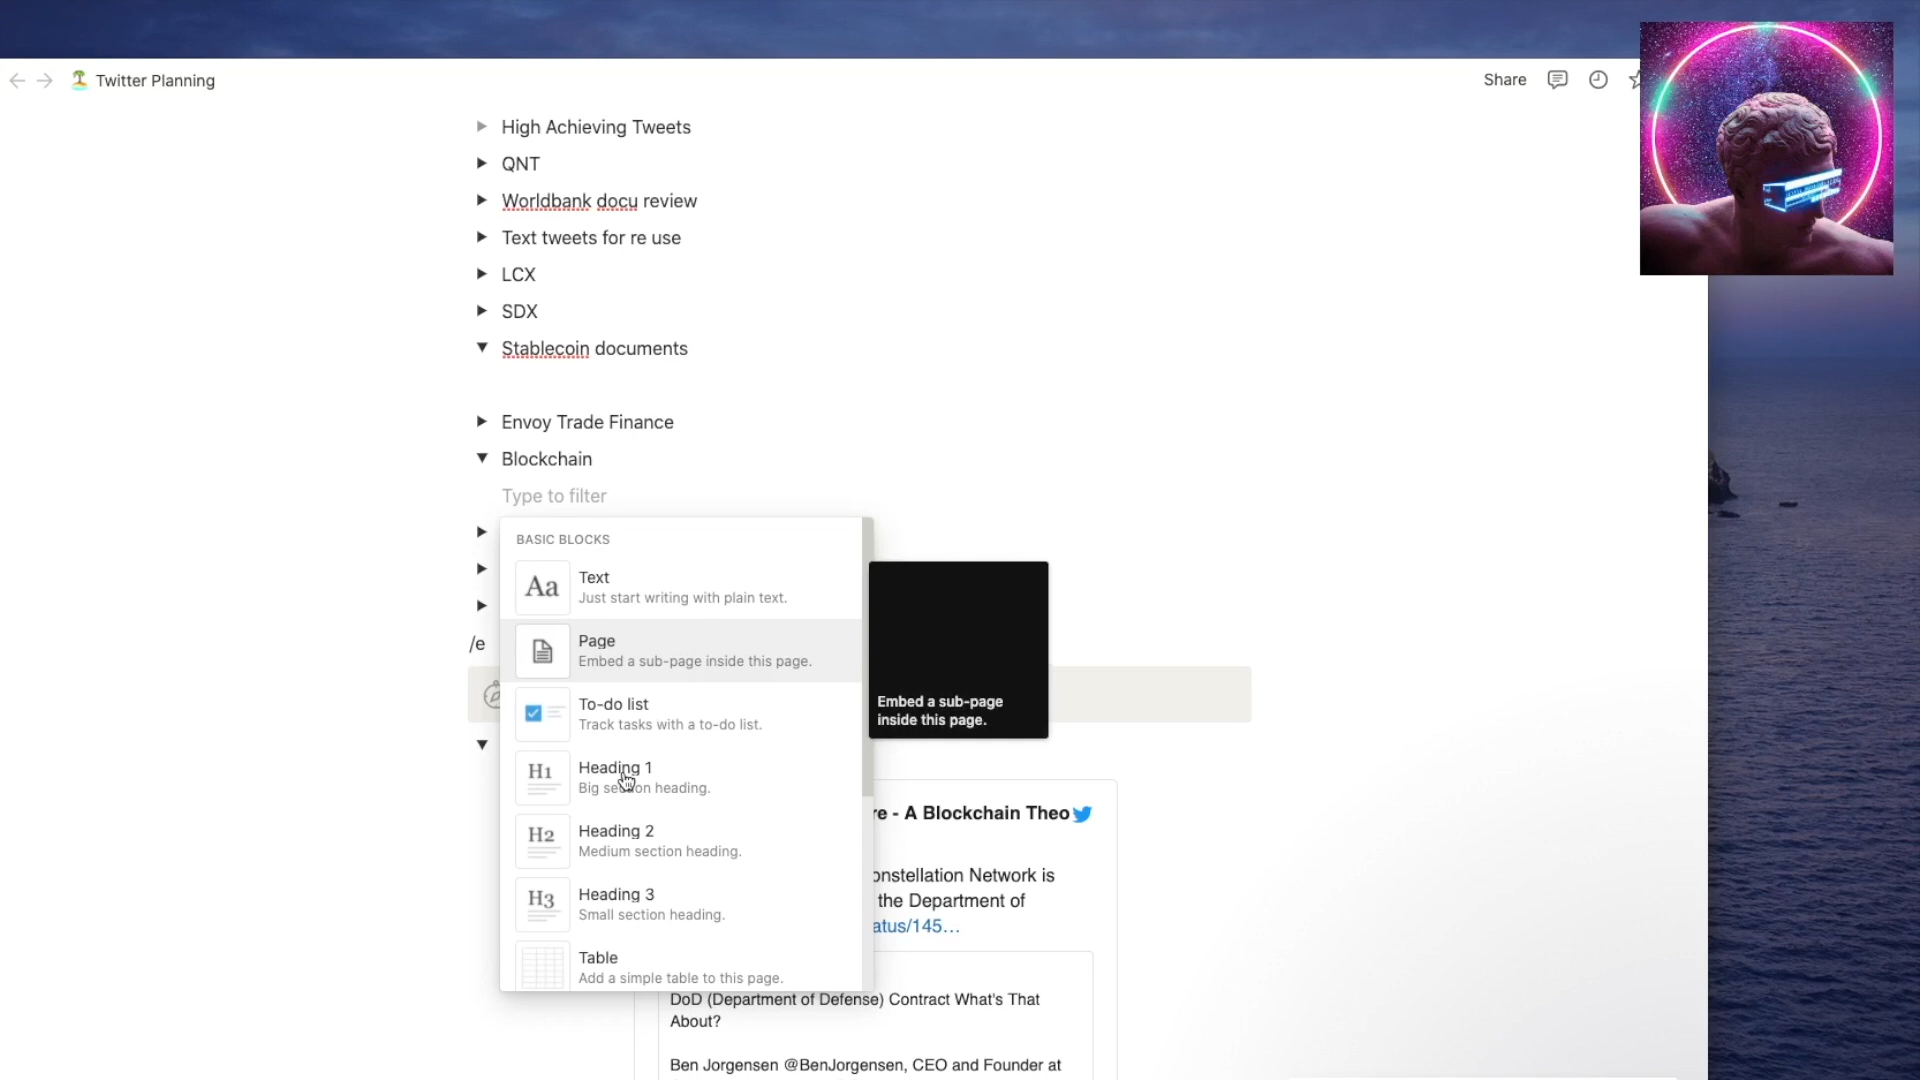 Twitter Planning
Share
High Achieving Tweets
QNT
Worldbank docu review
Text tweets for re use
LCX
SDX
Stablecoin documents
Envoy Trade Finance
Blockchain
Type to filter
BASIC BLOCKS
Aa
Text
Just start writing with plain text.
Page
Embed a sub-page inside this page.
Embed a sub-page
inside this page.
/e
To-do list
Track tasks with a to-do list.
H1
Heading 1
Big section heading.
H2
Heading 2
Medium section heading.
H3
Heading 3
Small section heading.
Table
Add a simple table to this page.
re - A Blockchain Theo
onstellation Network is
the Department of
atus/145…
DoD (Department of Defense) Contract What's That
About?
Ben Jorgensen @BenJorgensen, CEO and Founder at